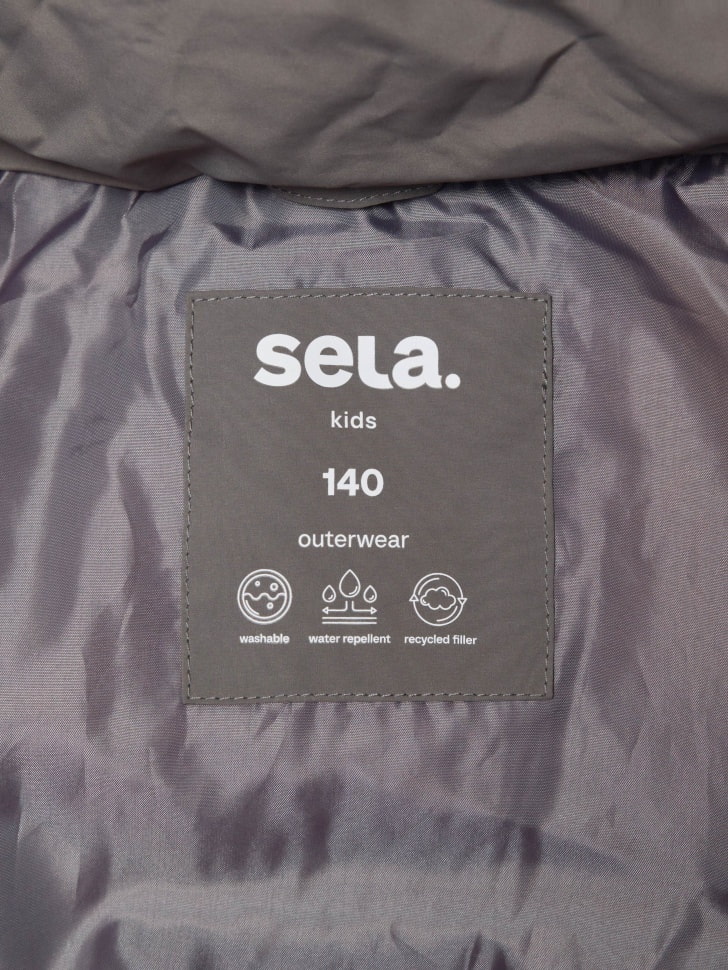 sela.
kids
140
outerwear
washable water repellent recycled filler